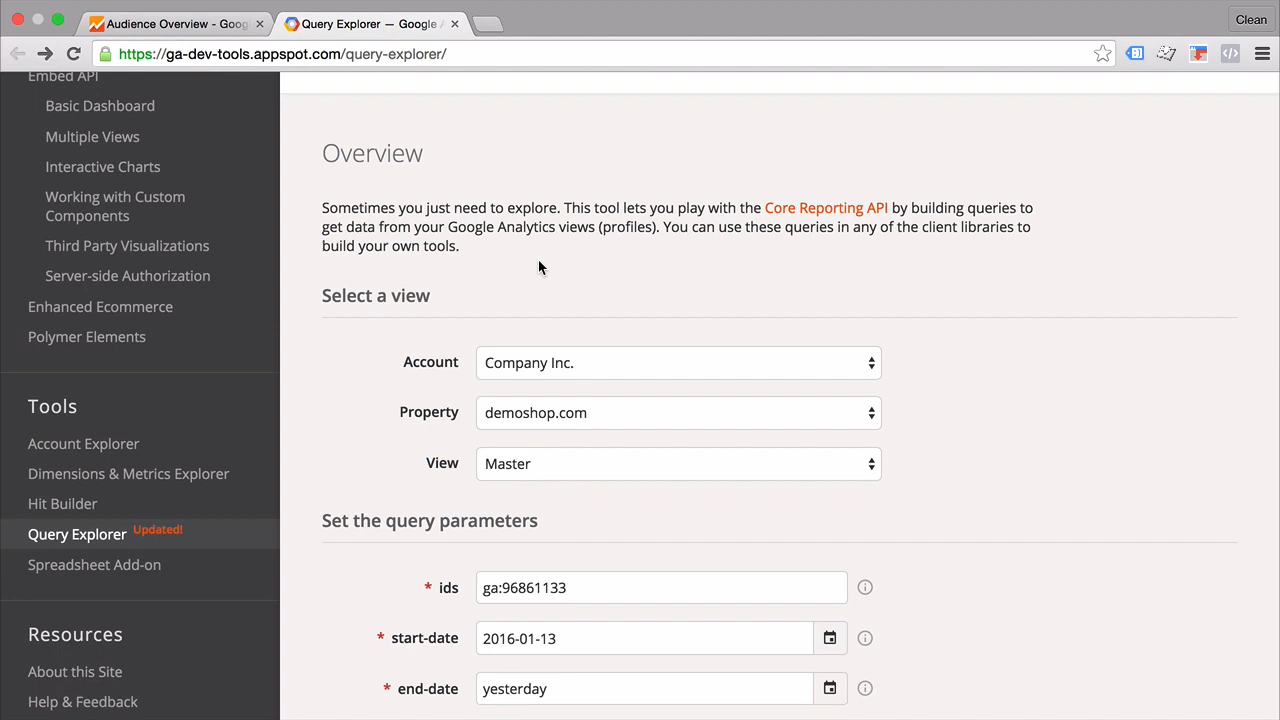 Audience Overview - Goog
Query Explorer — Google A
Clean
https://ga-dev-tools.appspot.com/query-explorer/
Embed API
Basic Dashboard
Multiple Views
Interactive Charts
Working with Custom
Components
Third Party Visualizations
Server-side Authorization
Enhanced Ecommerce
Polymer Elements
Tools
Account Explorer
Dimensions & Metrics Explorer
Hit Builder
Query Explorer Updated!
Spreadsheet Add-on
Resources
About this Site
Help & Feedback
Overview
Sometimes you just need to explore. This tool lets you play with the Core Reporting API by building queries to
get data from your Google Analytics views (profiles). You can use these queries in any of the client libraries to
build your own tools.
Select a view
Account Company Inc.
Property demoshop.com
View Master
Set the query parameters
* ids ga:96861133
* start-date 2016-01-13
* end-date yesterday